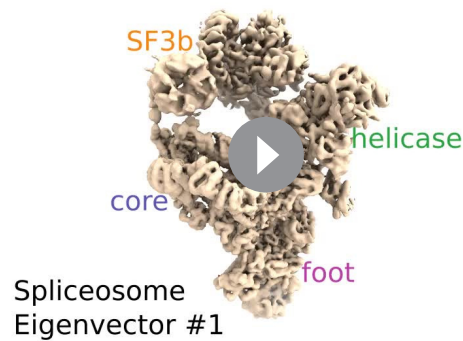 SF3b
helicase
core
foot
Spliceosome
Eigenvector #1